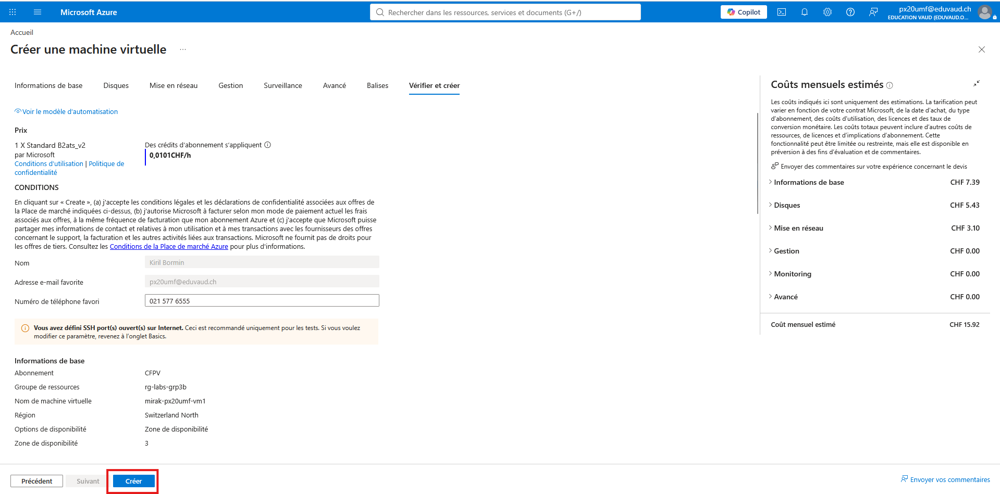 Microsoft Azure
Rechercher dans les ressources, services et documents (G+/)
Copilot
px20umf@eduvaud.ch
EDUCATION VAUD (EDUVAUD.O...
Accueil
Créer une machine virtuelle ...
Informations de base Disques Mise en réseau Gestion Surveillance Avancé Balises Vérifier et créer
Voir le modèle d'automatisation
Prix
1 X Standard B2ats_v2
par Microsoft
Conditions d'utilisation | Politique de
confidentialité
Des crédits d'abonnement s'appliquent
0,0101CHF/h
CONDITIONS
En cliquant sur « Create », (a) j'accepte les conditions légales et les déclarations de confidentialité associées aux offres de
la Place de marché indiquées ci-dessus, (b) j'autorise Microsoft à facturer selon mon mode de paiement actuel les frais
associés aux offres, à la même fréquence de facturation que mon abonnement Azure et (c) j'accepte que Microsoft puisse
partager mes informations de contact et relatives à mon utilisation et à mes transactions avec les fournisseurs des offres
concernant le support, la facturation et les autres activités liées aux transactions. Microsoft ne fournit pas de droits pour
les offres de tiers. Consultez les Conditions de la Place de marché Azure pour plus d'informations.
Nom Kiril Bormin
Adresse e-mail favorite px20umf@eduvaud.ch
Numéro de téléphone favori 021 577 6555
Vous avez défini SSH port(s) ouvert(s) sur Internet. Ceci est recommandé uniquement pour les tests. Si vous voulez
modifier ce paramètre, revenez à l'onglet Basics.
Informations de base
Abonnement CFPV
Groupe de ressources rg-labs-grp3b
Nom de machine virtuelle mirak-px20umf-vm1
Région Switzerland North
Options de disponibilité Zone de disponibilité
Zone de disponibilité 3
Précédent Suivant Créer
Coûts mensuels estimés
Les coûts indiqués ici sont uniquement des estimations. La tarification peut
varier en fonction de votre contrat Microsoft, de la date d'achat, du type
d'abonnement, des coûts d'utilisation, des licences et des taux de
conversion monétaire. Les coûts totaux peuvent inclure d'autres coûts de
ressources, de licences et d'implications d'abonnement. Cette
fonctionnalité peut être limitée ou restreinte, mais elle est disponible en
préversion à des fins d'évaluation et de commentaires.
Envoyer des commentaires sur votre expérience concernant le devis
Informations de base CHF 7.39
Disques CHF 5.43
Mise en réseau CHF 3.10
Gestion CHF 0.00
Monitoring CHF 0.00
Avancé CHF 0.00
Coût mensuel estimé CHF 15.92
Envoyer vos commentaires